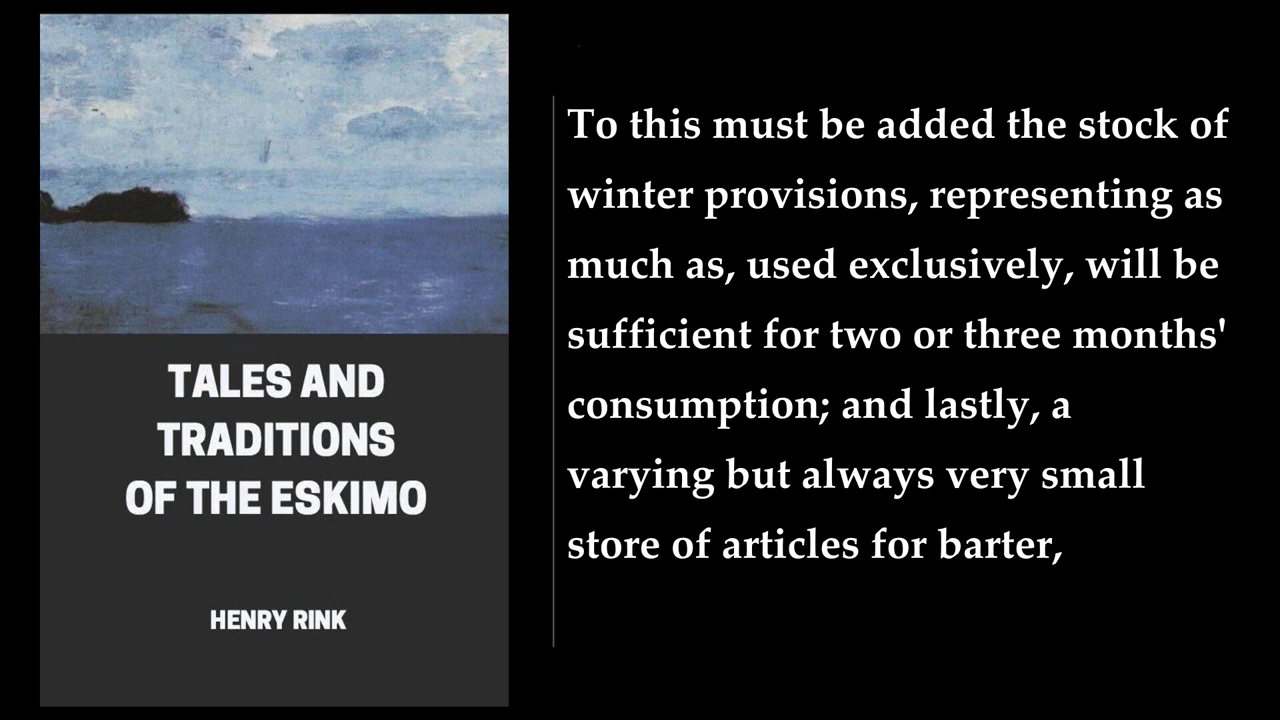 TALES AND
TRADITIONS
OF THE ESKIMO
HENRY RINK
To this must be added the stock of
winter provisions, representing as
much as, used exclusively, will be
sufficient for two or three months'
consumption; and lastly, a
varying but always very small
store of articles for barter,